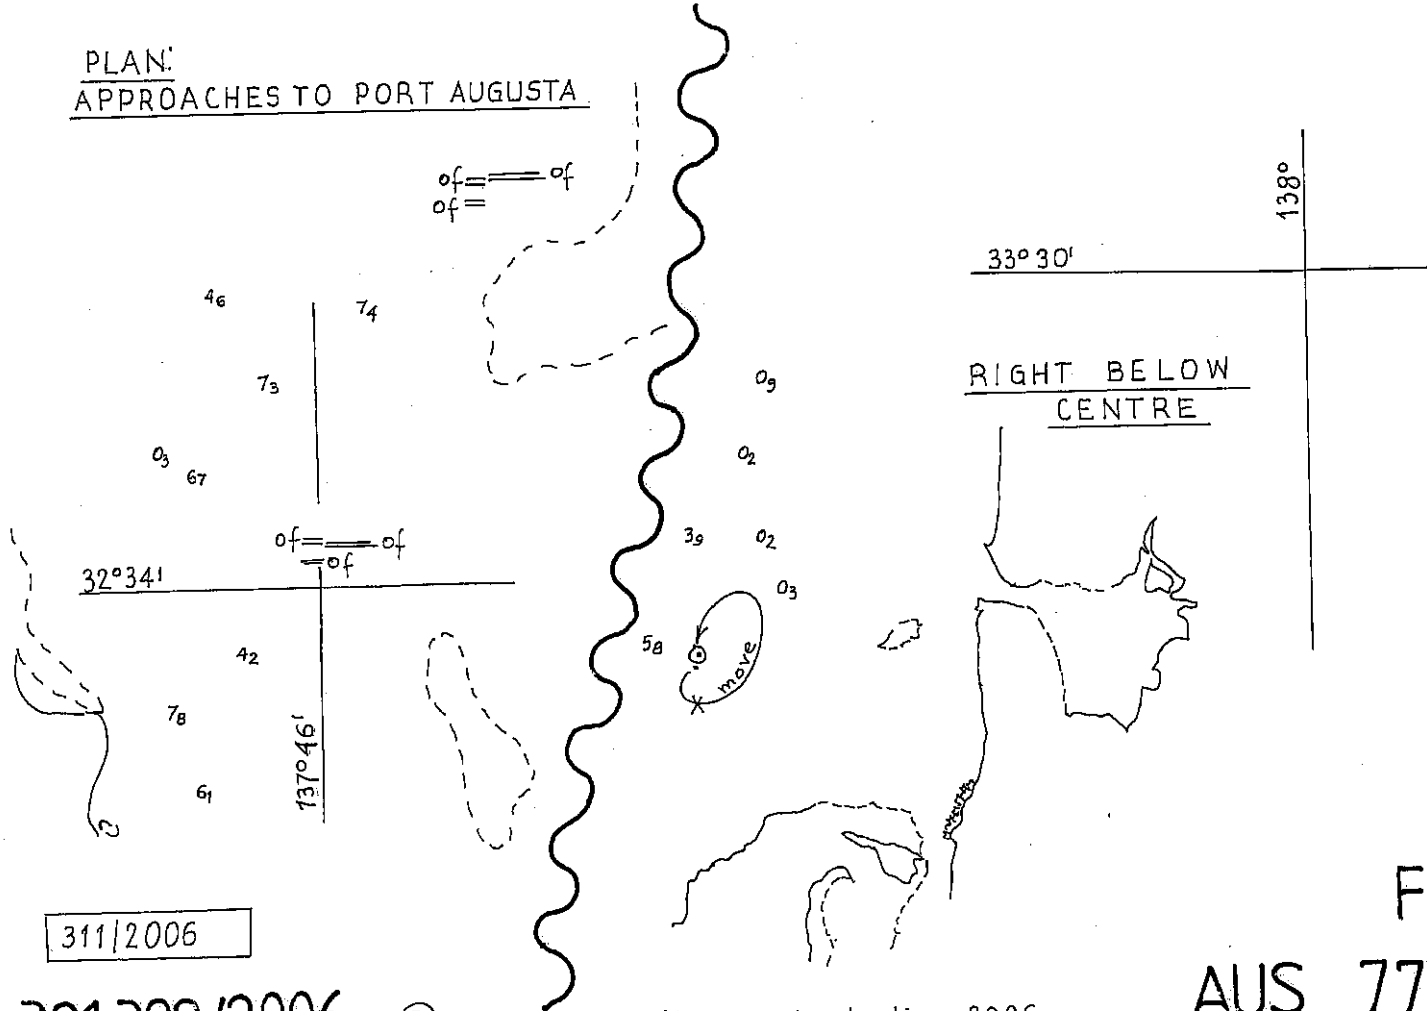 PLAN:
APPROACHES TO PORT AUGUSTA
of of
of
4₆ 7₄
7₃
0₃
6₇
of of
of
32°34'
4₂
7₈
137°46'
6₁
311/2006
0₉
0₂
3₉ 0₂
0₃
5₈
move
138°
33°30'
RIGHT BELOW
CENTRE
F
AUS 77
2006